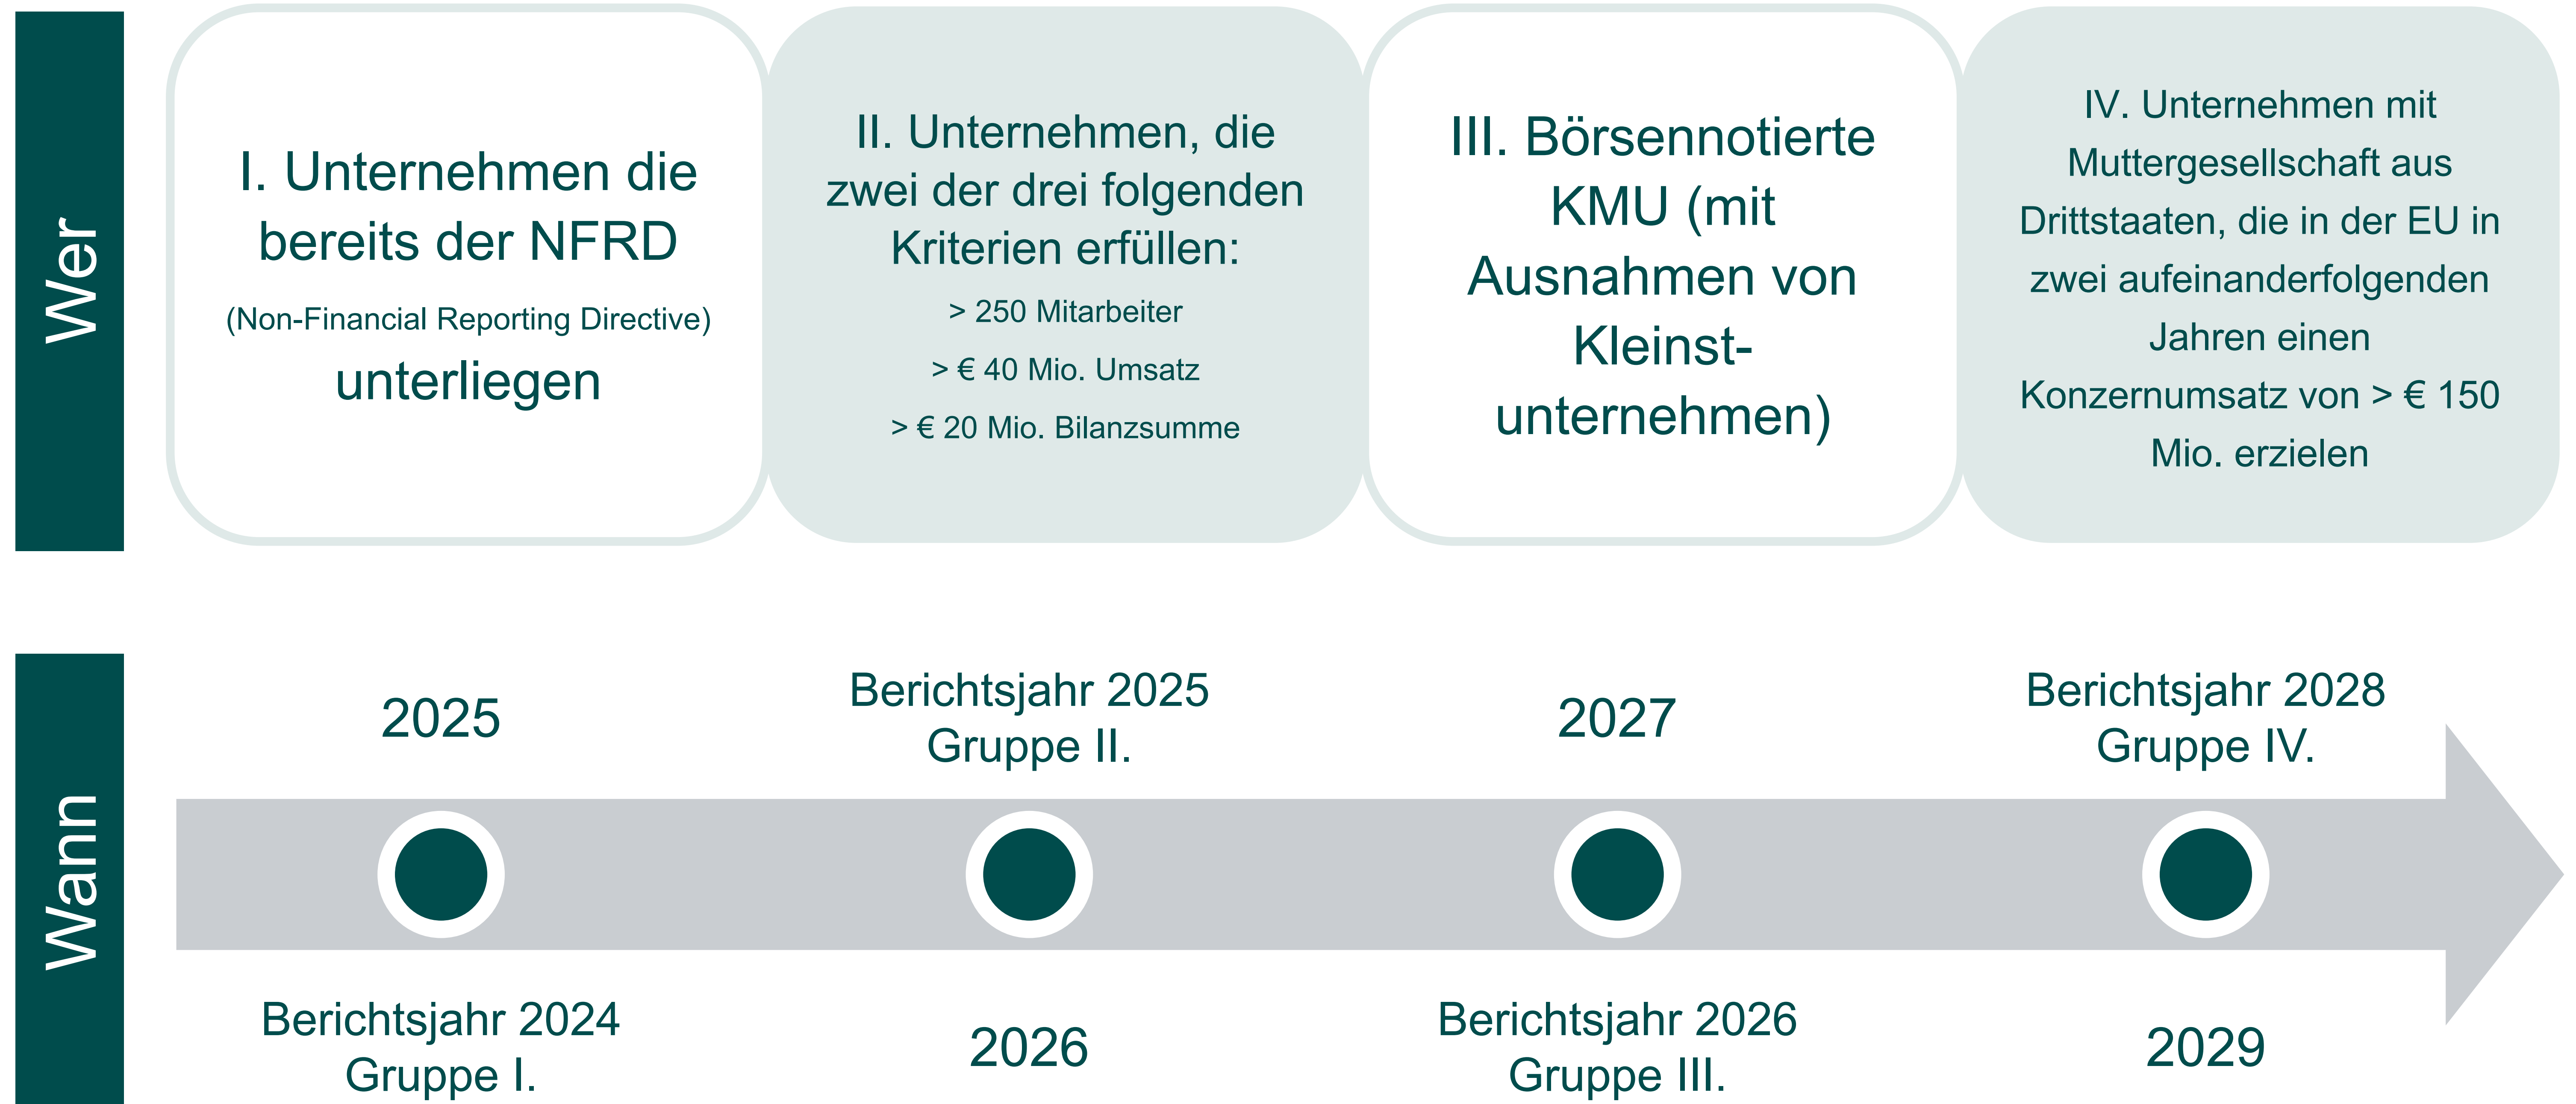 Wer
I. Unternehmen die
bereits der NFRD
(Non-Financial Reporting Directive)
unterliegen
II. Unternehmen, die
zwei der drei folgenden
Kriterien erfüllen:
> 250 Mitarbeiter
> € 40 Mio. Umsatz
> € 20 Mio. Bilanzsumme
III. Börsennotierte
KMU (mit
Ausnahmen von
Kleinst-
unternehmen)
IV. Unternehmen mit
Muttergesellschaft aus
Drittstaaten, die in der EU in
zwei aufeinanderfolgenden
Jahren einen
Konzernumsatz von > € 150
Mio. erzielen
Wann
2025
Berichtsjahr 2024
Gruppe I.
Berichtsjahr 2025
Gruppe II.
2026
2027
Berichtsjahr 2026
Gruppe III.
Berichtsjahr 2028
Gruppe IV.
2029